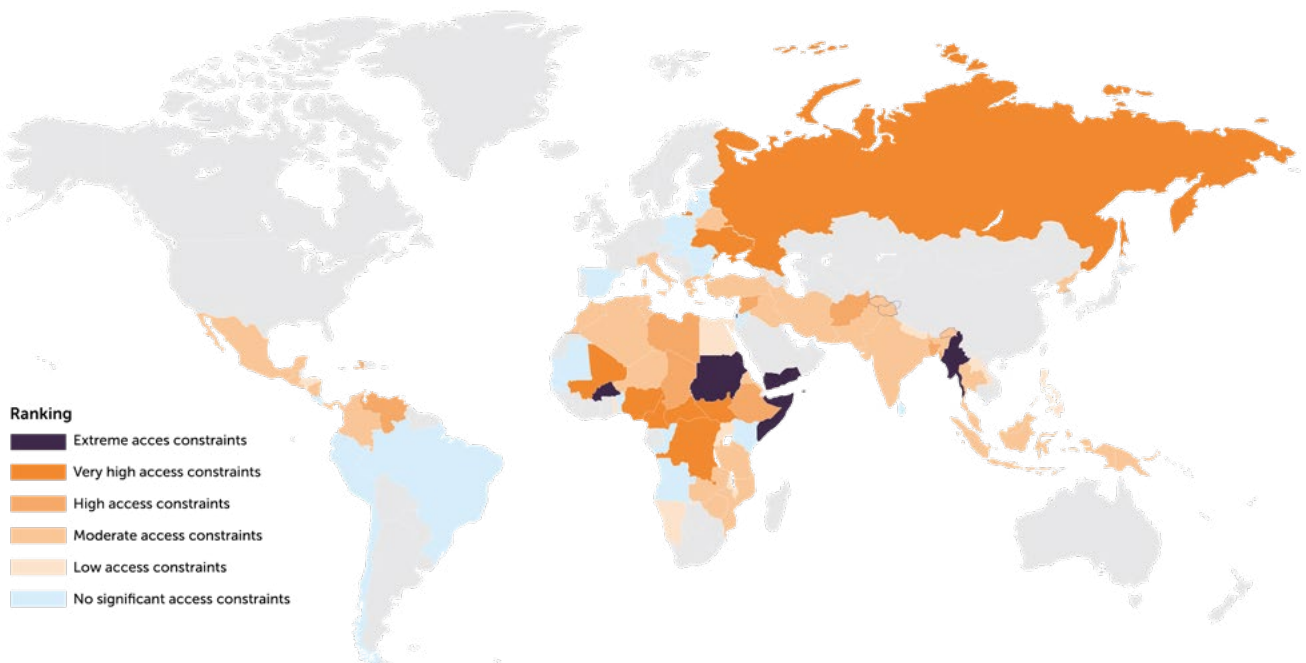 Ranking
Extreme acces constraints
Very high access constraints
High access constraints
Moderate access constraints
Low access constraints
No significant access constraints